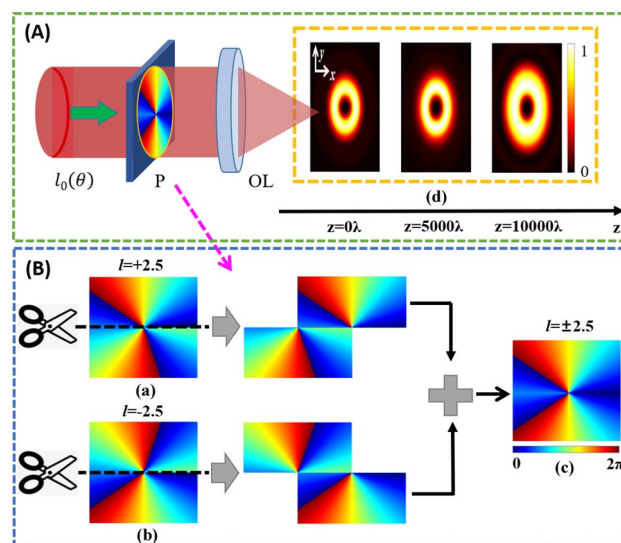 (A)
y
x
1
0
l₀(θ)
P
OL
(d)
z=0λ
z=5000λ
z=10000λ
z
(B)
l=+2.5
(a)
l=±2.5
l=-2.5
0
2π
(c)
(b)